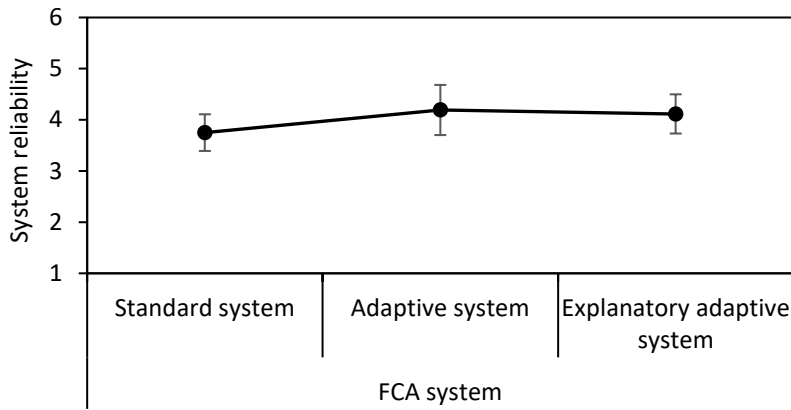 System reliability
6
5
4
3
2
1
Standard system
Adaptive system
Explanatory adaptive
system
FCA system